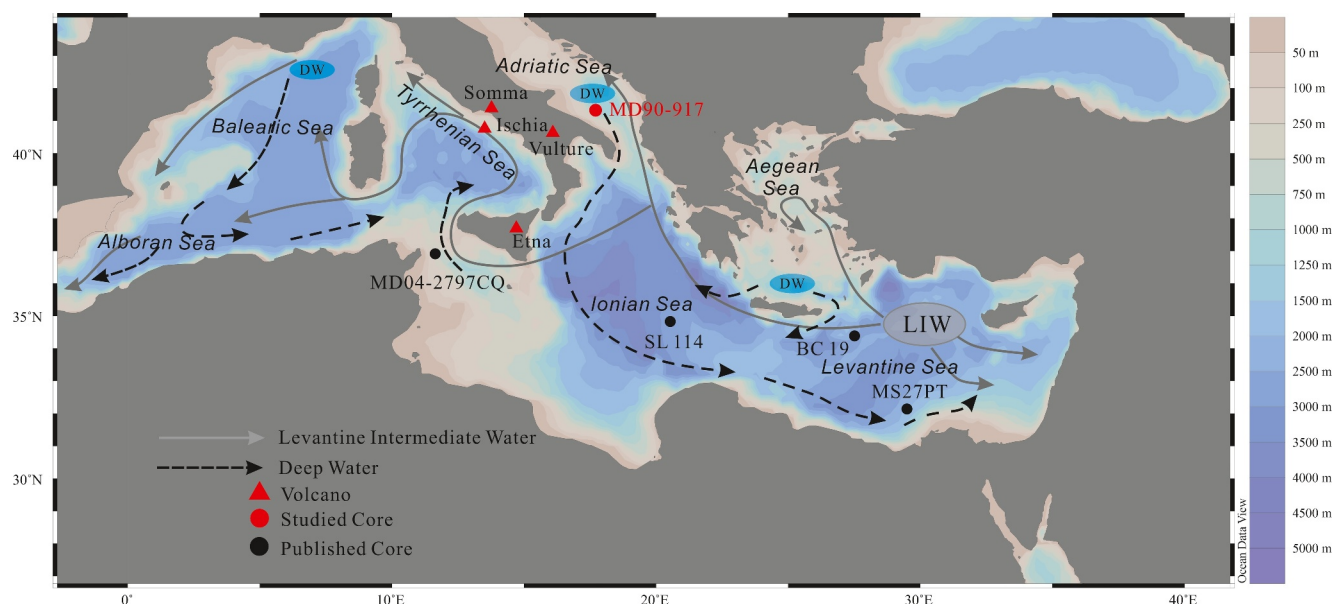 DW
Adriatic Sea
Somma
DW
MD90-917
Tyrrhenian Sea
Balearic Sea
Ischia
Vulture
Aegean
Sea
Alboran Sea
Etna
MD04-2797CQ
DW
Ionian Sea
SL 114
LIW
BC 19
Levantine Sea
MS27PT
Levantine Intermediate Water
Deep Water
Volcano
Studied Core
Published Core
40°N
35°N
30°N
0°
10°E
20°E
30°E
40°E
50 m
100 m
250 m
500 m
750 m
1000 m
1250 m
1500 m
2000 m
2500 m
3000 m
3500 m
4000 m
4500 m
5000 m
Ocean Data View